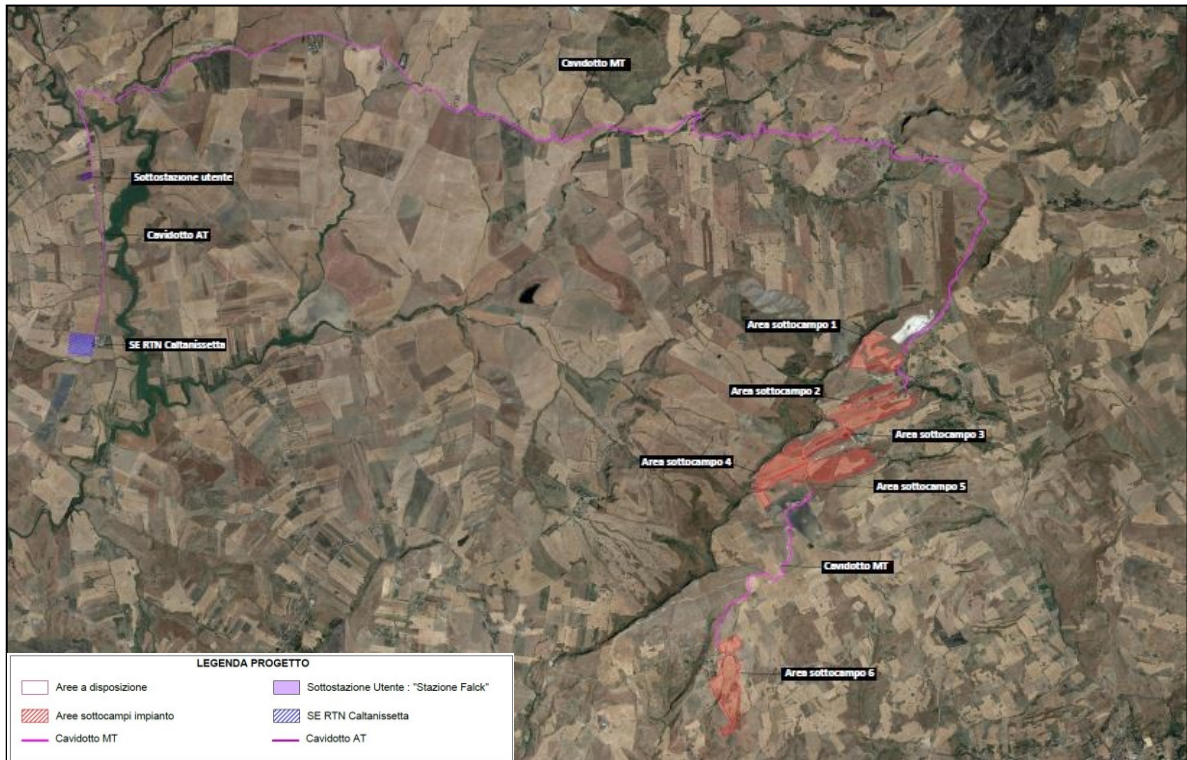 Cavidotto MT
Sottostazione utente
Cavidotto AT
Area sottocampo 1
SE RTN Caltanissetta
Area sottocampo 2
Area sottocampo 3
Area sottocampo 4
Area sottocampo 5
Cavidotto MT
Area sottocampo 6
LEGENDA PROGETTO
Aree a disposizione
Sottostazione Utente : "Stazione Falck"
Aree sottocampi impianto
SE RTN Caltanissetta
Cavidotto MT
Cavidotto AT